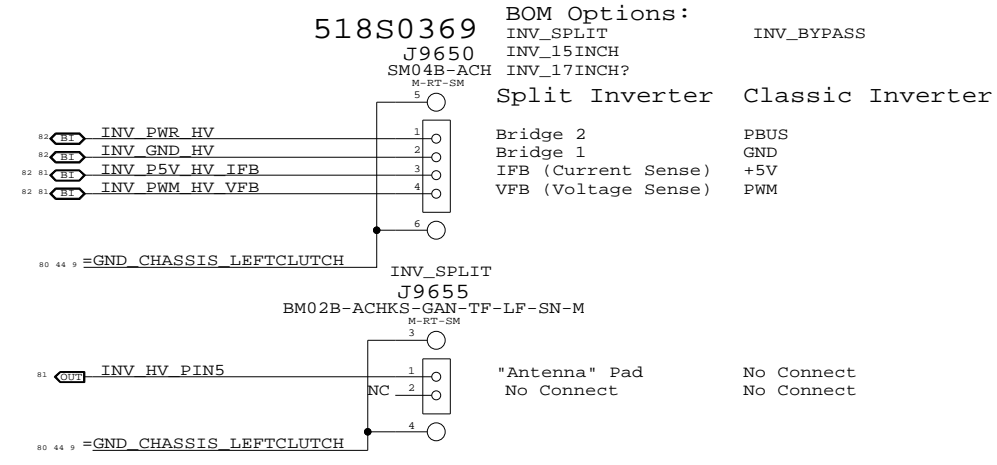 518S0369
BOM Options:
INV_SPLIT INV_BYPASS
J9650 INV_15INCH
SM04B-ACH INV_17INCH?
M-RT-SM
5
Split Inverter Classic Inverter
82 BI INV_PWR_HV 1 Bridge 2 PBUS
82 BI INV_GND_HV 2 Bridge 1 GND
82 81 BI INV_P5V_HV_IFB 3 IFB (Current Sense) +5V
82 81 BI INV_PWM_HV_VFB 4 VFB (Voltage Sense) PWM
6
80 44 9 =GND_CHASSIS_LEFTCLUTCH
INV_SPLIT
J9655
BM02B-ACHKS-GAN-TF-LF-SN-M
M-RT-SM
3
81 OUT INV_HV_PIN5 1 "Antenna" Pad No Connect
NC 2 No Connect No Connect
4
80 44 9 =GND_CHASSIS_LEFTCLUTCH